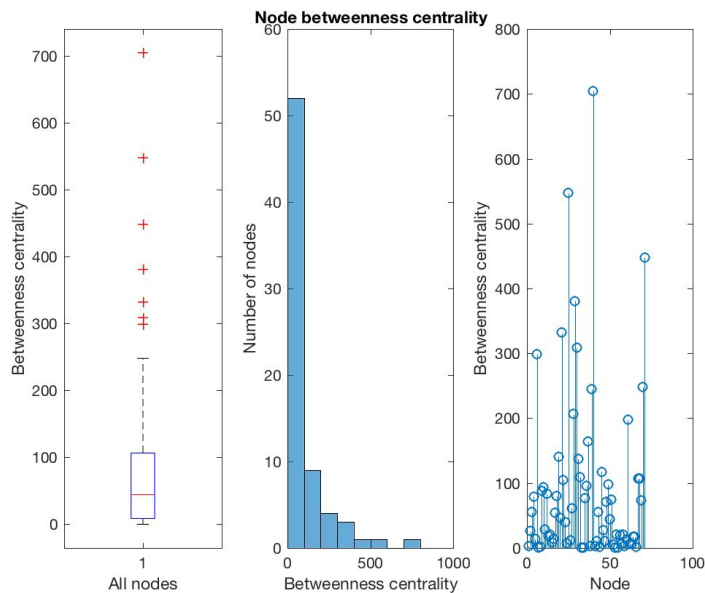 Node betweenness centrality
700
600
500
400
300
200
100
0
Betweenness centrality
1
All nodes
60
50
40
30
20
10
0
Number of nodes
0 500 1000
Betweenness centrality
800
700
600
500
400
300
200
100
0
Betweenness centrality
0 50 100
Node